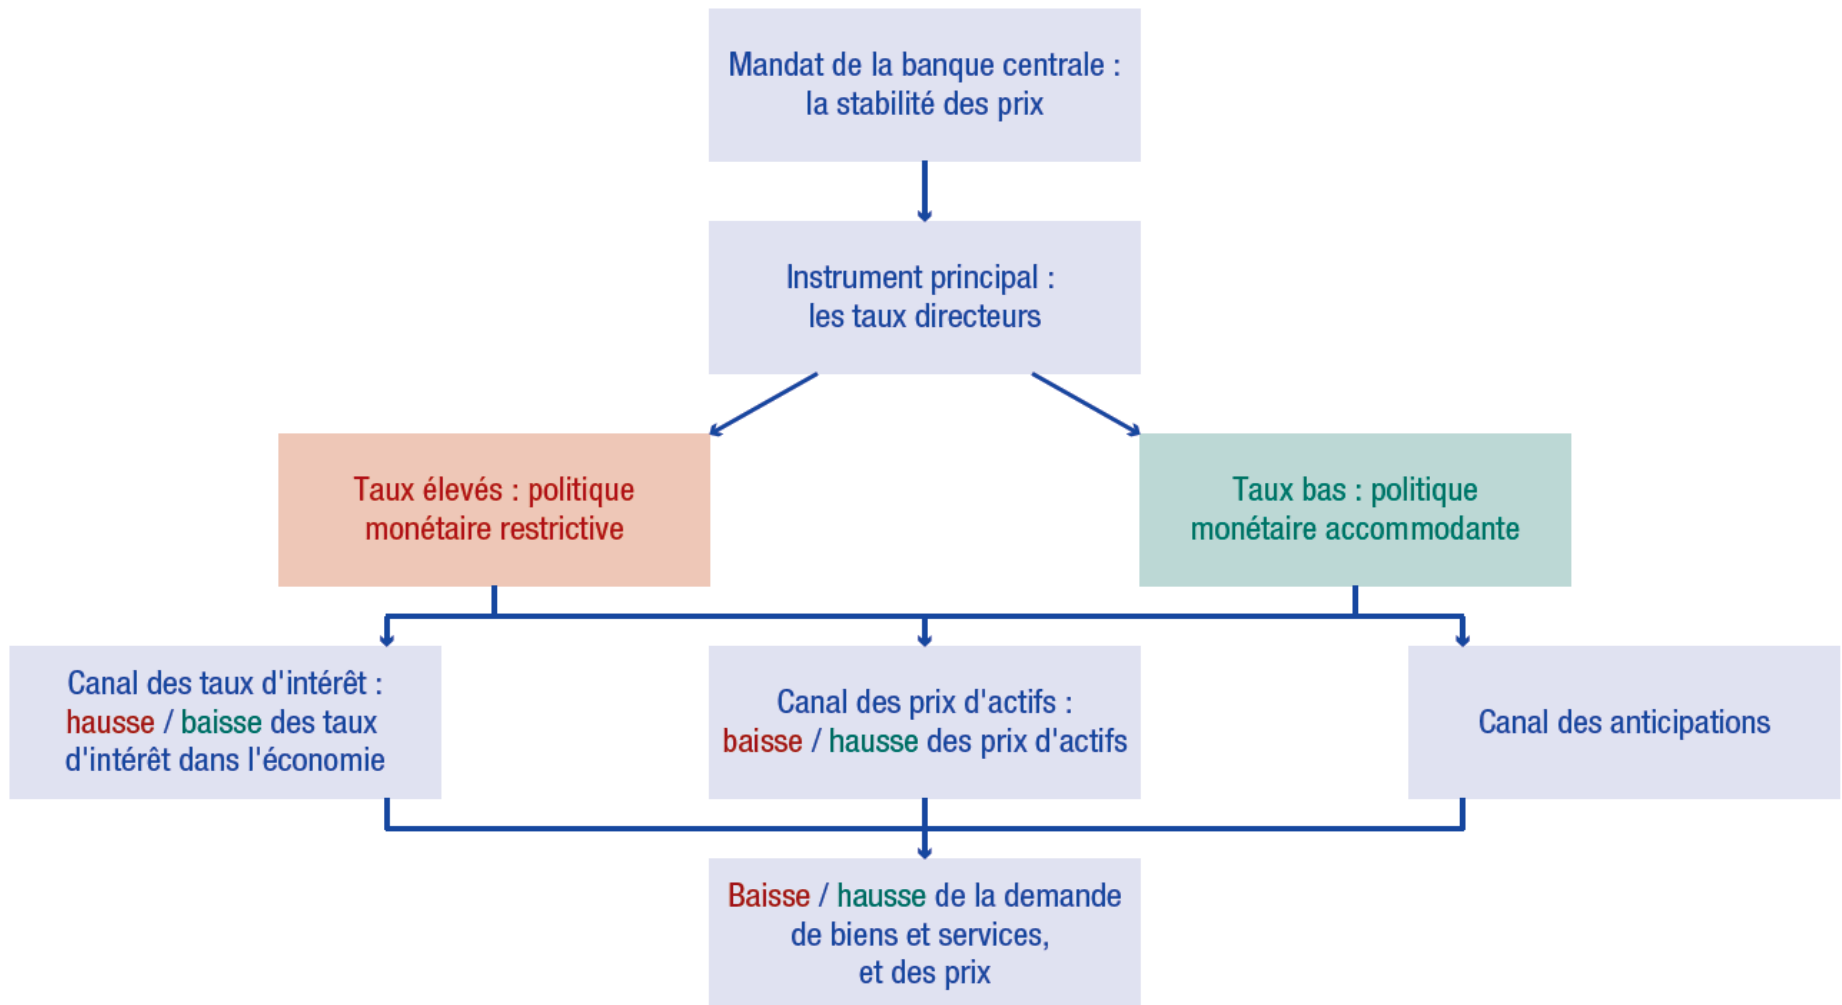 Mandat de la banque centrale :
la stabilité des prix
Instrument principal :
les taux directeurs
Taux élevés : politique
monétaire restrictive
Taux bas : politique
monétaire accommodante
Canal des taux d'intérêt :
hausse / baisse des taux
d'intérêt dans l'économie
Canal des prix d'actifs :
baisse / hausse des prix d'actifs
Canal des anticipations
Baisse / hausse de la demande
de biens et services,
et des prix